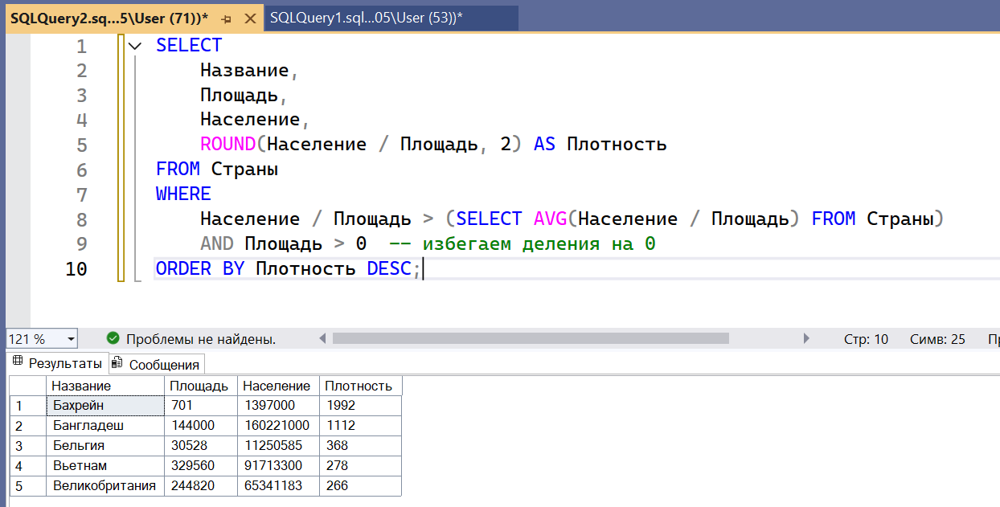 SQLQuery2.sq...5\User (71))* SQLQuery1.sql...05\User (53))*
1 SELECT
2 Название,
3 Площадь,
4 Население,
5 ROUND(Население / Площадь, 2) AS Плотность
6 FROM Страны
7 WHERE
8 Население / Площадь > (SELECT AVG(Население / Площадь) FROM Страны)
9 AND Площадь > 0 -- избегаем деления на 0
10 ORDER BY Плотность DESC;
121 % Проблемы не найдены. Стр: 10 Симв: 25
Результаты Сообщения
Название Площадь Население Плотность
1 Бахрейн 701 1397000 1992
2 Бангладеш 144000 160221000 1112
3 Бельгия 30528 11250585 368
4 Вьетнам 329560 91713300 278
5 Великобритания 244820 65341183 266